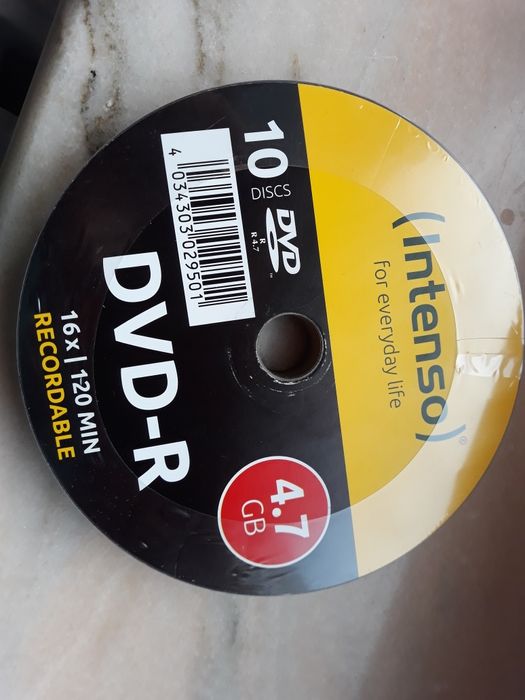 (intenso)®
for everyday life
10
DISCS
DVD
R
R 4.7
™
4 034303 029501
4.7
GB
DVD-R
16x | 120 MIN
RECORDABLE